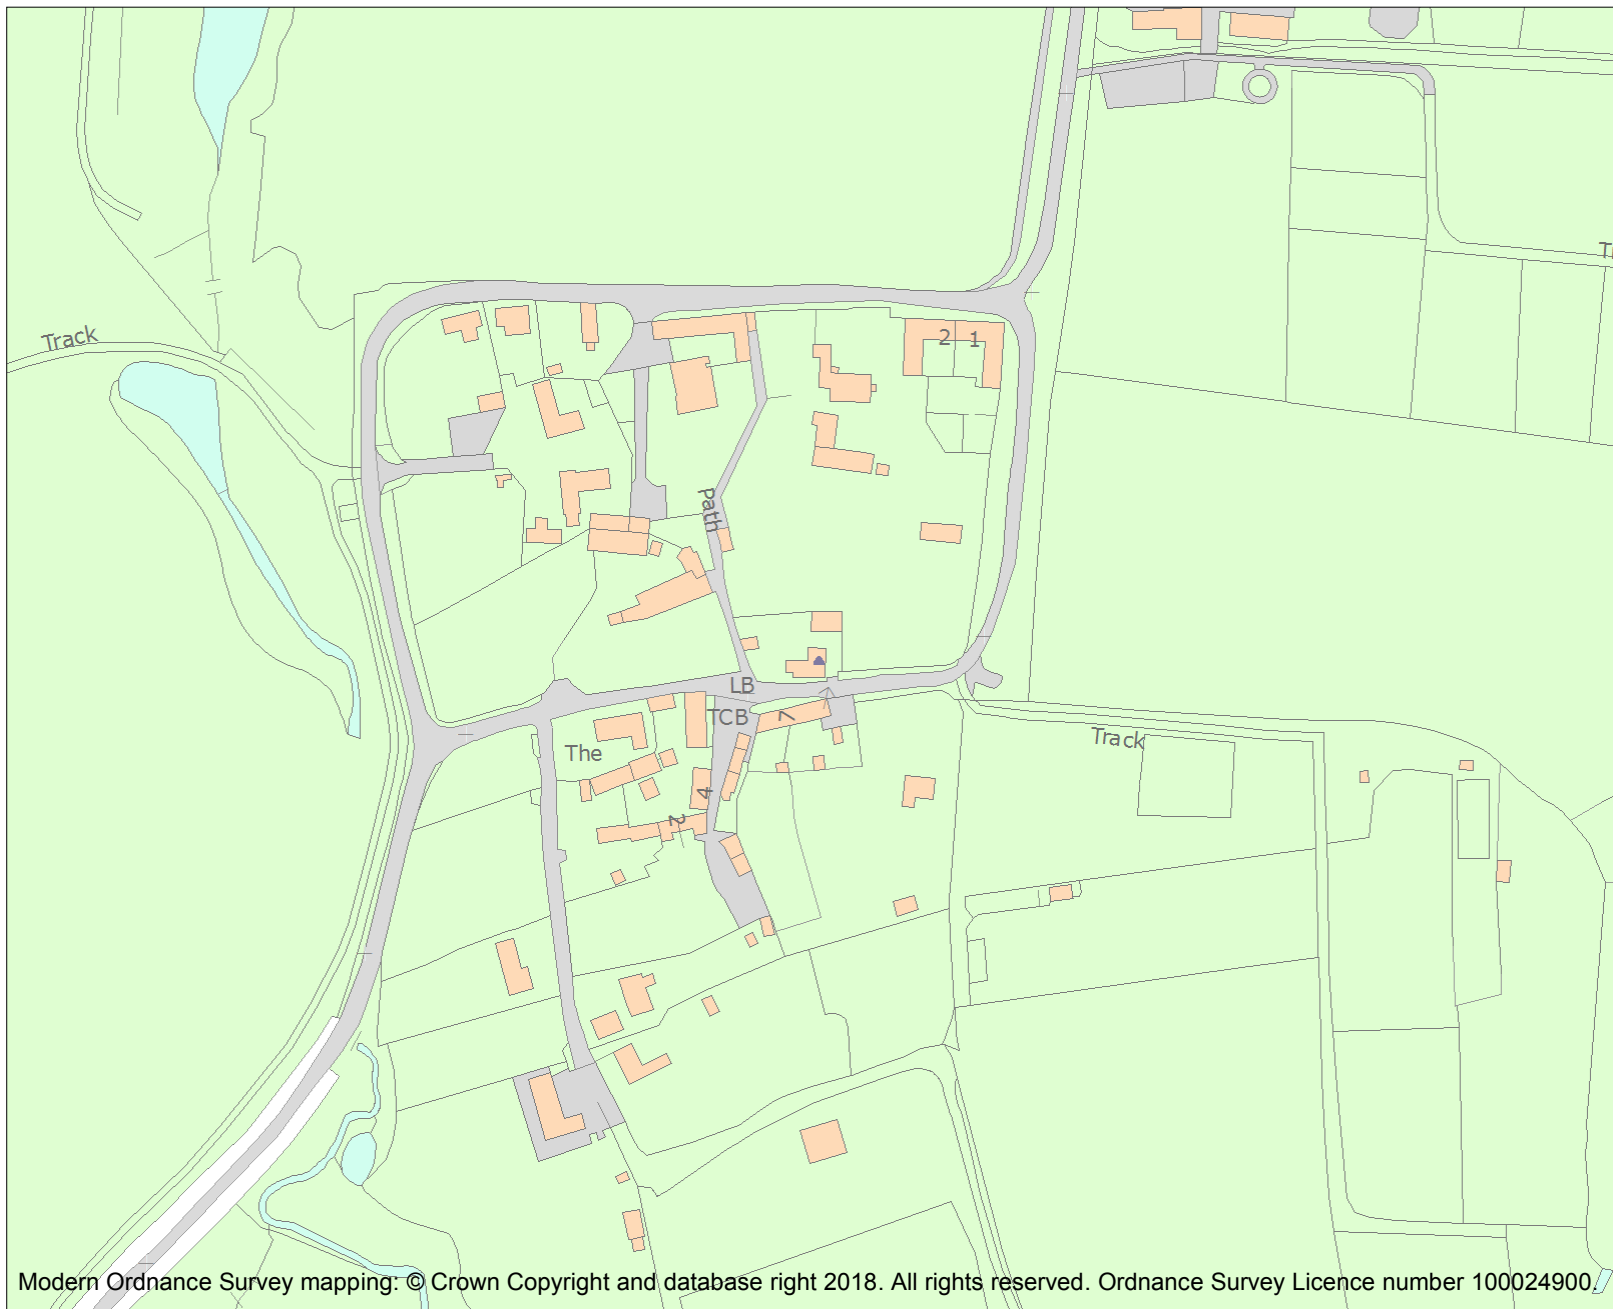 Track
2 1
Path
LB
TCB 7
The
Track
4
2
Modern Ordnance Survey mapping: © Crown Copyright and database right 2018. All rights reserved. Ordnance Survey Licence number 100024900.